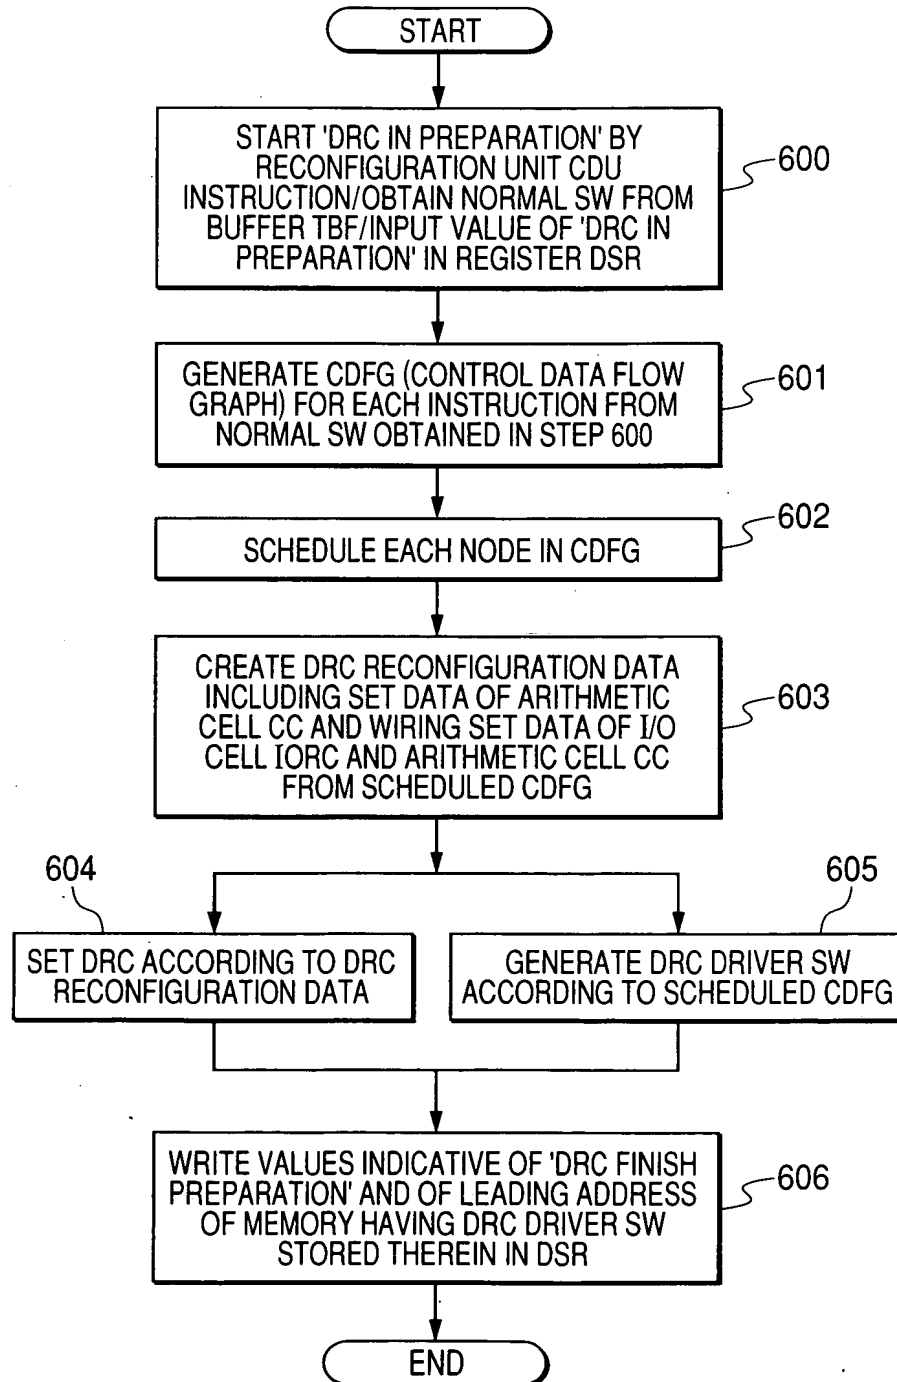 START
START 'DRC IN PREPARATION' BY
RECONFIGURATION UNIT CDU
INSTRUCTION/OBTAIN NORMAL SW FROM
BUFFER TBF/INPUT VALUE OF 'DRC IN
PREPARATION' IN REGISTER DSR
600
GENERATE CDFG (CONTROL DATA FLOW
GRAPH) FOR EACH INSTRUCTION FROM
NORMAL SW OBTAINED IN STEP 600
601
SCHEDULE EACH NODE IN CDFG
602
CREATE DRC RECONFIGURATION DATA
INCLUDING SET DATA OF ARITHMETIC
CELL CC AND WIRING SET DATA OF I/O
CELL IORC AND ARITHMETIC CELL CC
FROM SCHEDULED CDFG
603
604
SET DRC ACCORDING TO DRC
RECONFIGURATION DATA
605
GENERATE DRC DRIVER SW
ACCORDING TO SCHEDULED CDFG
WRITE VALUES INDICATIVE OF 'DRC FINISH
PREPARATION' AND OF LEADING ADDRESS
OF MEMORY HAVING DRC DRIVER SW
STORED THEREIN IN DSR
606
END